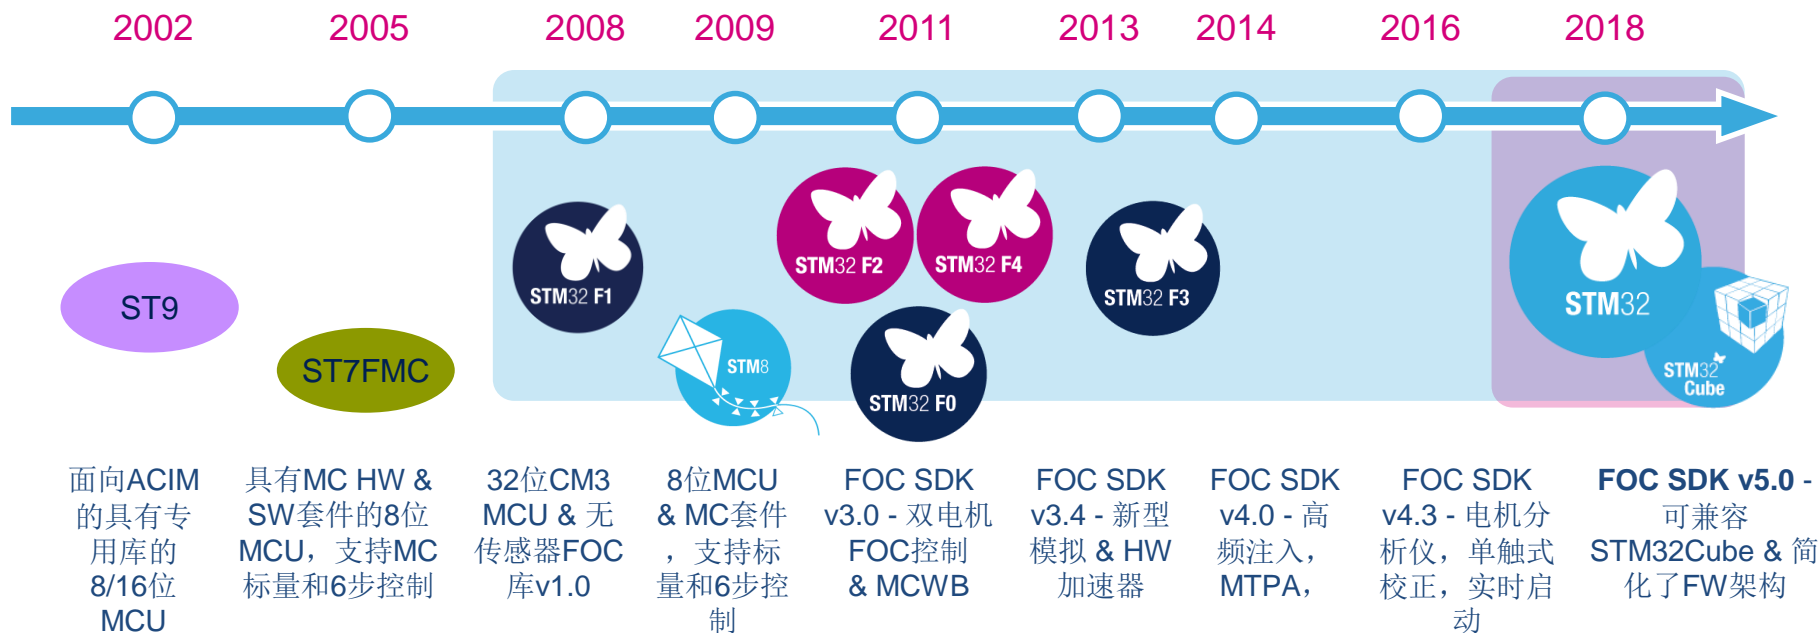 2002
2005
2008
2009
2011
2013
2014
2016
2018
ST9
ST7FMC
STM32 F1
STM8
STM32 F2
STM32 F4
STM32 F0
STM32 F3
STM32
STM32
Cube
面向ACIM
的具有专
用库的
8/16位
MCU
具有MC HW &
SW套件的8位
MCU，支持MC
标量和6步控制
32位CM3
MCU & 无
传感器FOC
库v1.0
8位MCU
& MC套件
，支持标
量和6步控
制
FOC SDK
v3.0 - 双电机
FOC控制
& MCWB
FOC SDK
v3.4 - 新型
模拟 & HW
加速器
FOC SDK
v4.0 - 高
频注入，
MTPA，
FOC SDK
v4.3 - 电机分
析仪，单触式
校正，实时启
动
FOC SDK v5.0 -
可兼容
STM32Cube & 简
化了FW架构